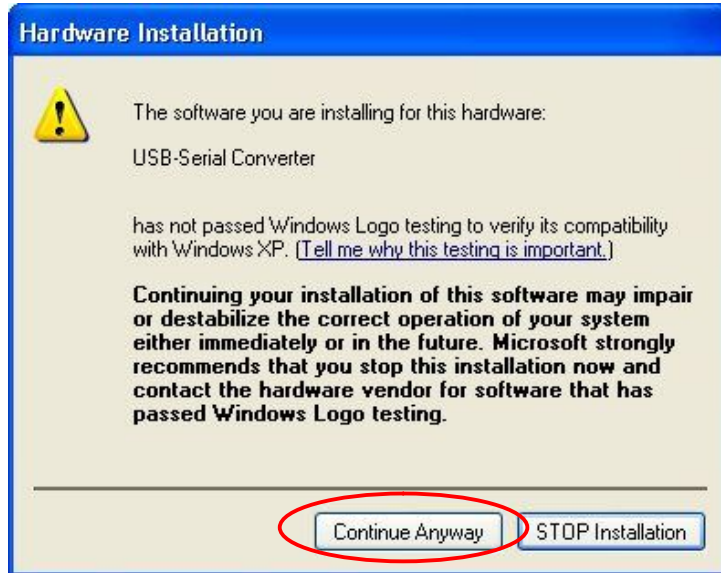 Hardware Installation
The software you are installing for this hardware:
USB-Serial Converter
has not passed Windows Logo testing to verify its compatibility
with Windows XP. (Tell me why this testing is important.)
Continuing your installation of this software may impair
or destabilize the correct operation of your system
either immediately or in the future. Microsoft strongly
recommends that you stop this installation now and
contact the hardware vendor for software that has
passed Windows Logo testing.
Continue Anyway STOP Installation